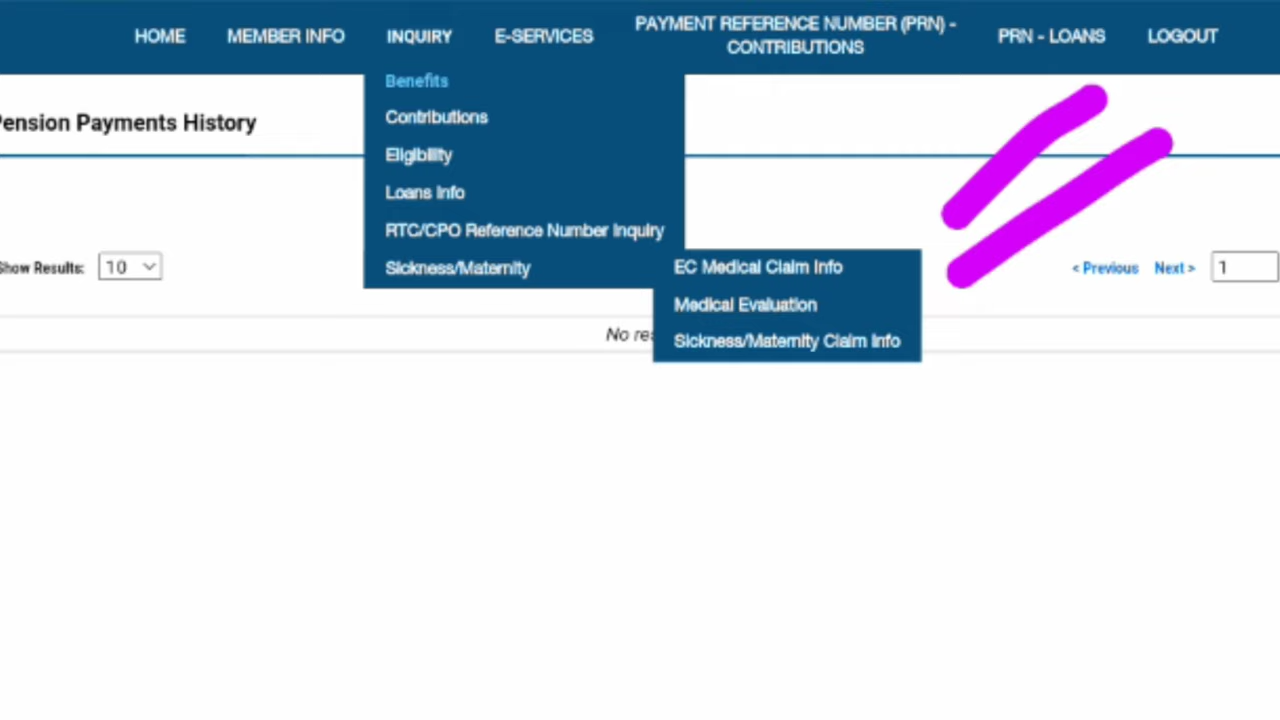 HOME MEMBER INFO INQUIRY E-SERVICES PAYMENT REFERENCE NUMBER (PRN) - CONTRIBUTIONS PRN - LOANS LOGOUT
Benefits
Pension Payments History
Contributions
Eligibility
Loans Info
RTC/CPO Reference Number Inquiry
Show Results: 10
Sickness/Maternity
EC Medical Claim Info
< Previous Next > 1
Medical Evaluation
No
Sickness/Maternity Claim Info